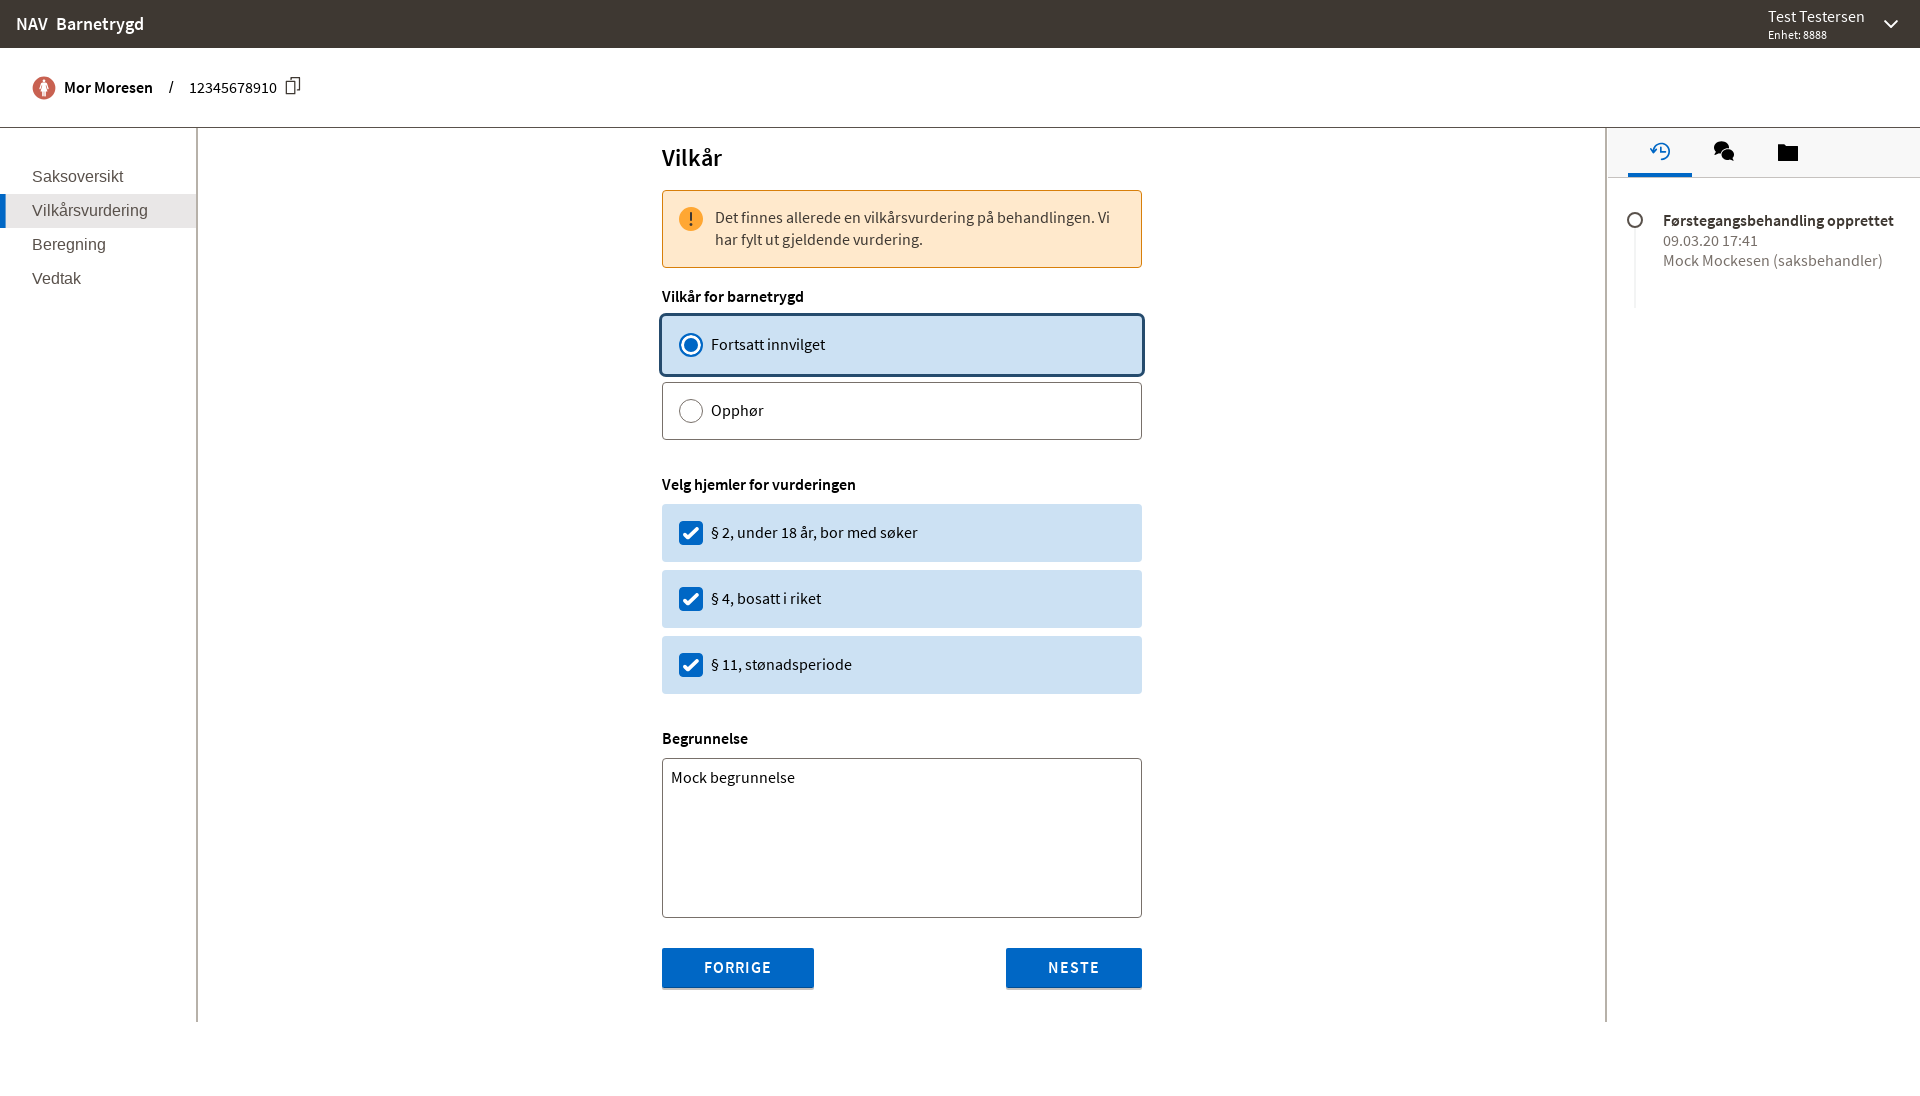 NAV Barnetrygd
Test Testersen
Enhet: 8888
Mor Moresen / 12345678910
Saksoversikt
Vilkårsvurdering
Beregning
Vedtak
Vilkår
Det finnes allerede en vilkårsvurdering på behandlingen. Vi
har fylt ut gjeldende vurdering.
Vilkår for barnetrygd
Fortsatt innvilget
Opphør
Velg hjemler for vurderingen
§ 2, under 18 år, bor med søker
§ 4, bosatt i riket
§ 11, stønadsperiode
Begrunnelse
Mock begrunnelse
FORRIGE
NESTE
Førstegangsbehandling opprettet
09.03.20 17:41
Mock Mockesen (saksbehandler)